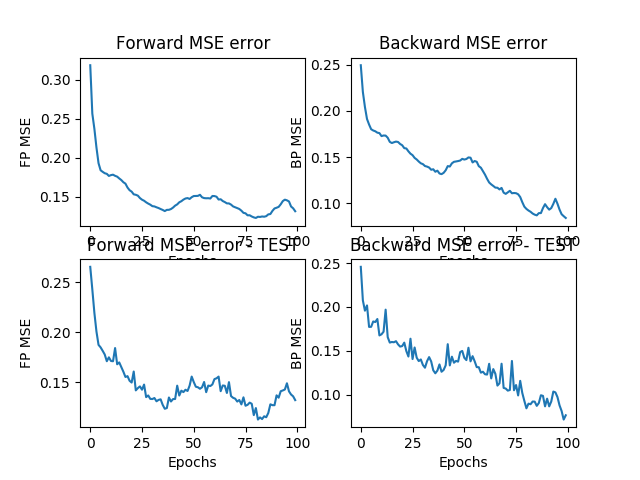 Forward MSE error
Backward MSE error
FP MSE
0.30
0.25
0.20
0.15
0 25 50 75 100
Epochs
BP MSE
0.25
0.20
0.15
0.10
0 25 50 75 100
Epochs
Forward MSE error - TEST
Backward MSE error - TEST
FP MSE
0.25
0.20
0.15
0 25 50 75 100
Epochs
BP MSE
0.25
0.20
0.15
0.10
0 25 50 75 100
Epochs